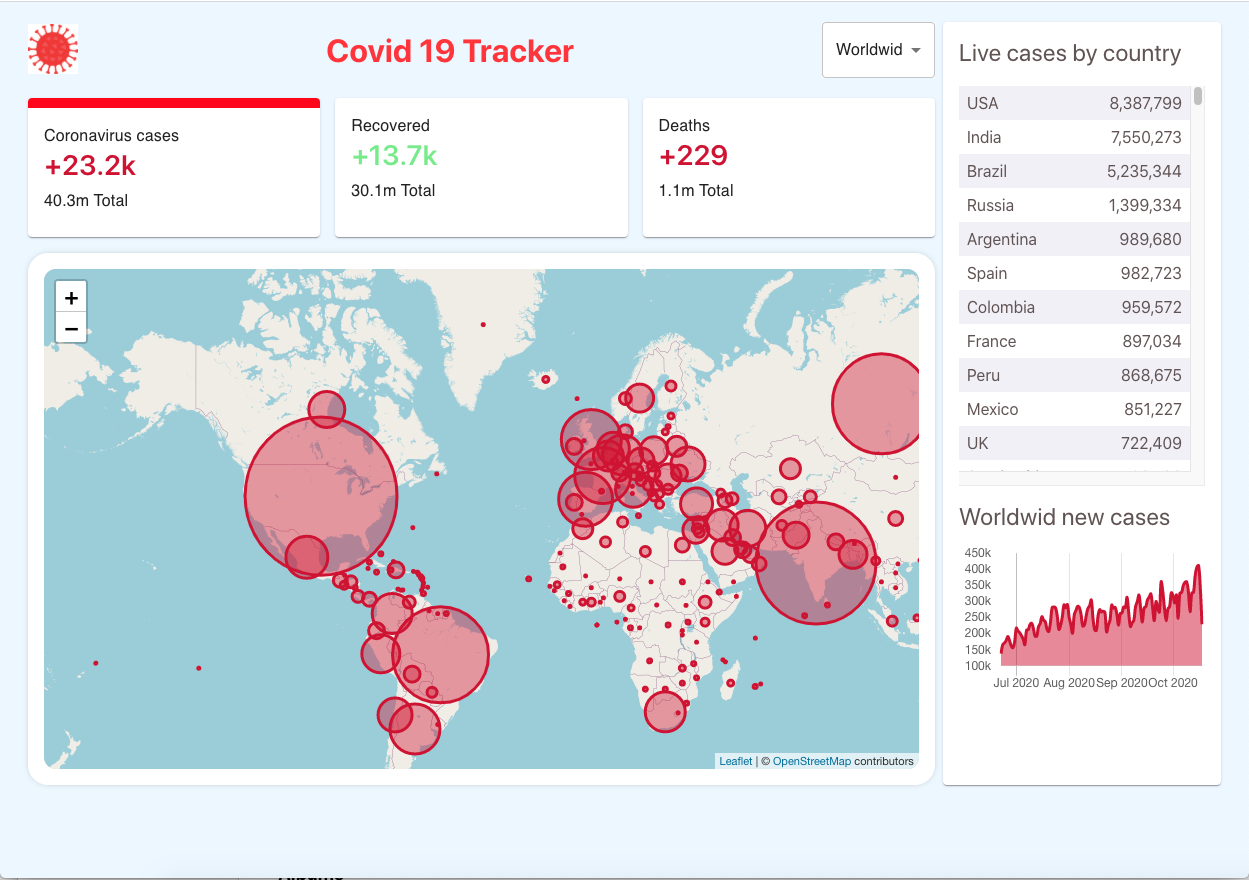 Covid 19 Tracker
Worldwid
Coronavirus cases
+23.2k
40.3m Total
Recovered
+13.7k
30.1m Total
Deaths
+229
1.1m Total
+
−
Leaflet | © OpenStreetMap contributors
Live cases by country
USA 8,387,799
India 7,550,273
Brazil 5,235,344
Russia 1,399,334
Argentina 989,680
Spain 982,723
Colombia 959,572
France 897,034
Peru 868,675
Mexico 851,227
UK 722,409
Worldwid new cases
450k
400k
350k
300k
250k
200k
150k
100k
Jul 2020 Aug 2020 Sep 2020 Oct 2020